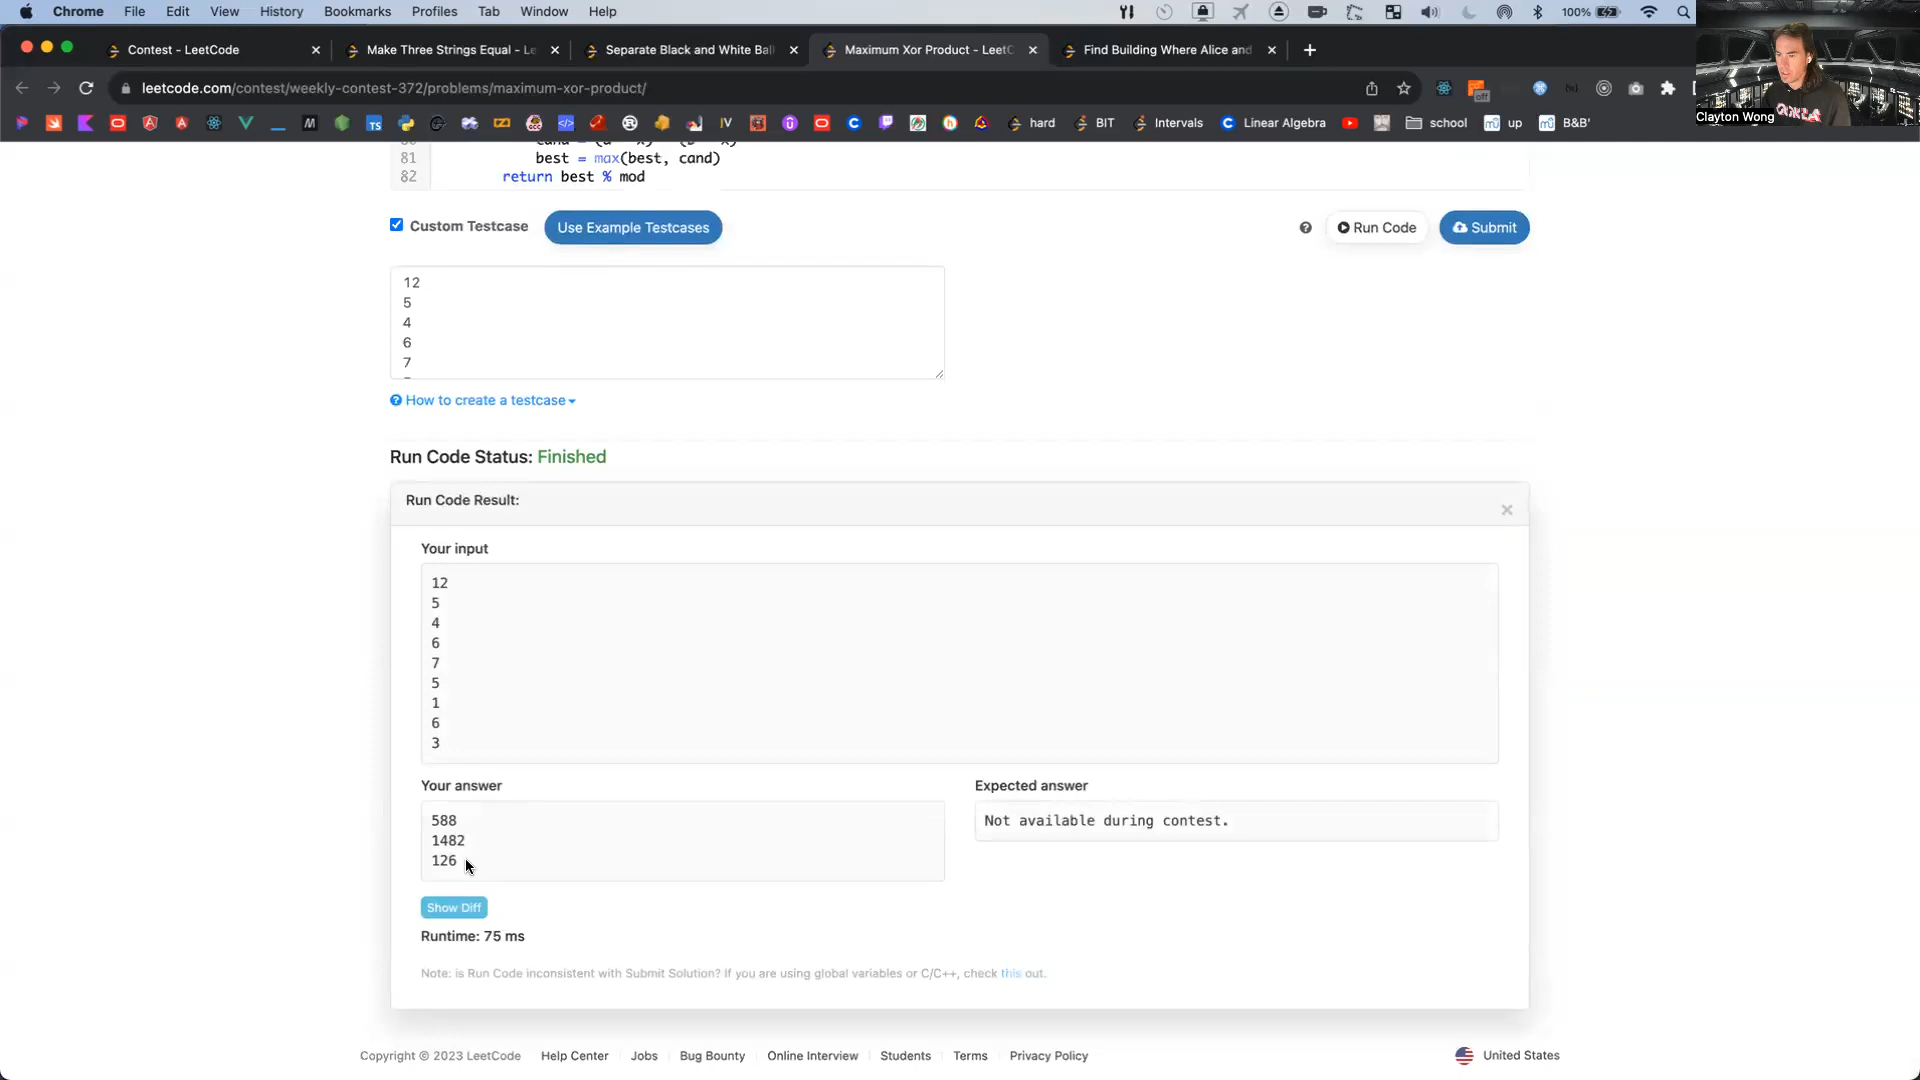 Chrome File Edit View History Bookmarks Profiles Tab Window Help 100%
Contest - LeetCode Make Three Strings Equal - Le Separate Black and White Ball Maximum Xor Product - LeetC Find Building Where Alice and
leetcode.com/contest/weekly-contest-372/problems/maximum-xor-product/
hard BIT Intervals Linear Algebra school up B&B'
Clayton Wong
81 best = max(best, cand)
82 return best % mod
Custom Testcase Use Example Testcases Run Code Submit
12
5
4
6
7
How to create a testcase
Run Code Status: Finished
Run Code Result:
Your input
12
5
4
6
7
5
1
6
3
Your answer Expected answer
588 Not available during contest.
1482
126
Show Diff
Runtime: 75 ms
Note: is Run Code inconsistent with Submit Solution? If you are using global variables or C/C++, check this out.
Copyright © 2023 LeetCode Help Center Jobs Bug Bounty Online Interview Students Terms Privacy Policy United States